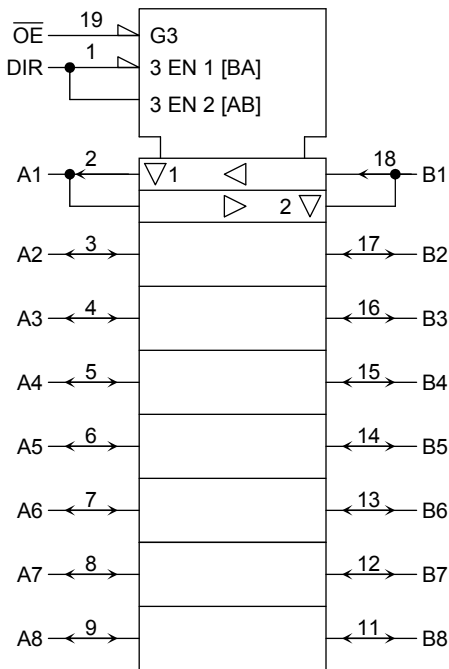 O̅E̅ 19 G3
DIR 1 3 EN 1 [BA]
3 EN 2 [AB]
A1 2 1 18 B1
2
A2 3 17 B2
A3 4 16 B3
A4 5 15 B4
A5 6 14 B5
A6 7 13 B6
A7 8 12 B7
A8 9 11 B8